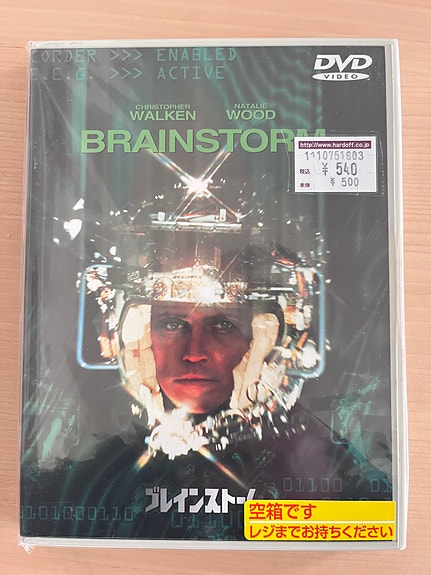 CORDER >>> ENABLED
E.E.G. >>> ACTIVE
DVD
VIDEO
CHRISTOPHER
WALKEN
NATALIE
WOOD
BRAINSTORM
http://www.hardoff.co.jp
1110751603
税込 ¥ 540
本体 ¥ 500
ブレインストーム
空箱です
レジまでお持ちください